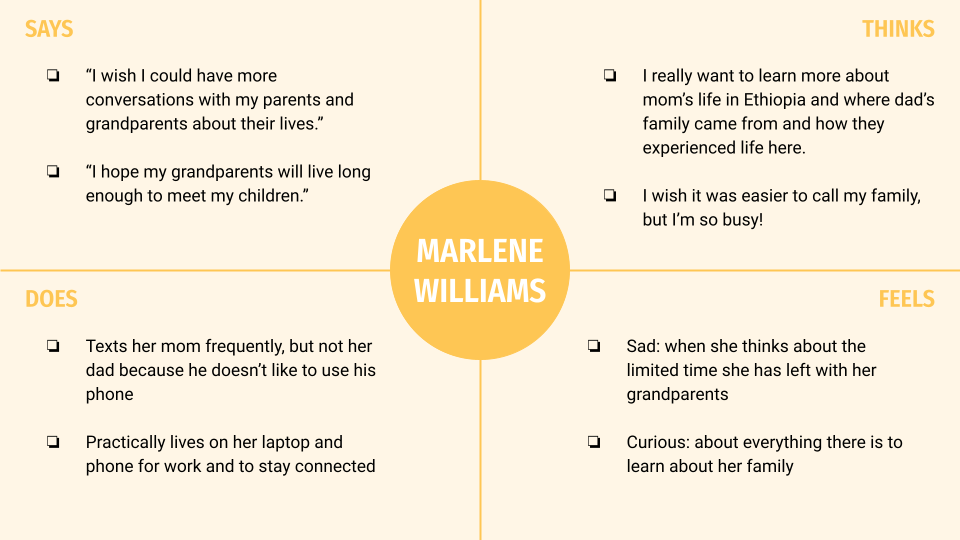 SAYS
❏ “I wish I could have more
conversations with my parents and
grandparents about their lives.”
❏ “I hope my grandparents will live long
enough to meet my children.”
THINKS
❏ I really want to learn more about
mom’s life in Ethiopia and where dad’s
family came from and how they
experienced life here.
❏ I wish it was easier to call my family,
but I’m so busy!
MARLENE
WILLIAMS
DOES
❏ Texts her mom frequently, but not her
dad because he doesn’t like to use his
phone
❏ Practically lives on her laptop and
phone for work and to stay connected
FEELS
❏ Sad: when she thinks about the
limited time she has left with her
grandparents
❏ Curious: about everything there is to
learn about her family